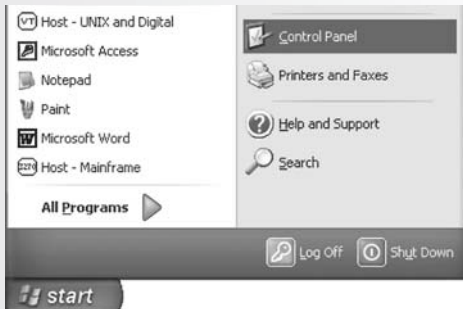 VT Host - UNIX and Digital
Microsoft Access
Notepad
Paint
W Microsoft Word
3270 Host - Mainframe
All Programs
Control Panel
Printers and Faxes
Help and Support
Search
Log Off
Shut Down
start